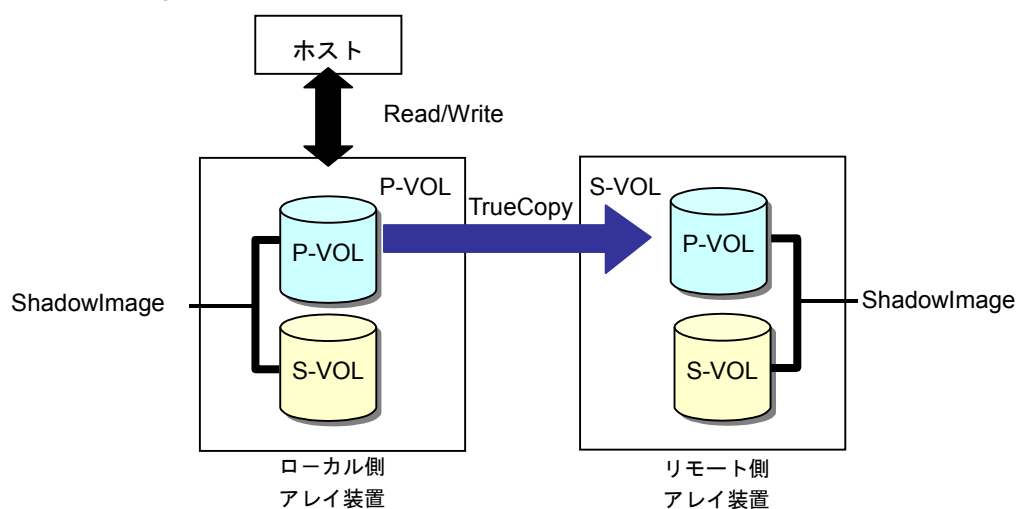 ホスト
Read/Write
P-VOL
TrueCopy
S-VOL
P-VOL
P-VOL
ShadowImage
ShadowImage
S-VOL
S-VOL
ローカル側
アレイ装置
リモート側
アレイ装置